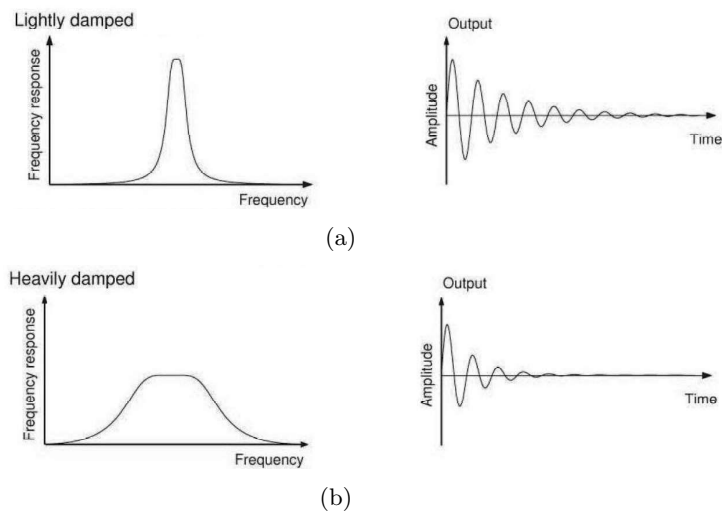 Lightly damped
Frequency response
Frequency
Output
Amplitude
Time
(a)
Heavily damped
Frequency response
Frequency
Output
Amplitude
Time
(b)